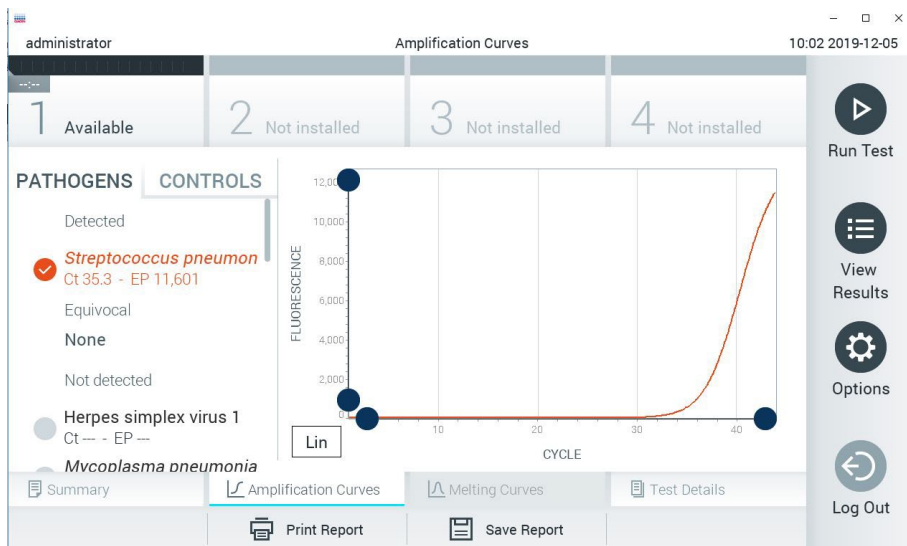 administrator
Amplification Curves
10:02 2019-12-05
--:--
1 Available
2 Not installed
3 Not installed
4 Not installed
Run Test
PATHOGENS
CONTROLS
Detected
Streptococcus pneumon
Ct 35.3 - EP 11,601
Equivocal
None
Not detected
Herpes simplex virus 1
Ct --- - EP ---
Mycoplasma pneumonia
FLUORESCENCE
12,00
10,000
8,000
6,000
4,000
2,000
0
10
20
30
40
CYCLE
Lin
View
Results
Options
Log Out
Summary
Amplification Curves
Melting Curves
Test Details
Print Report
Save Report